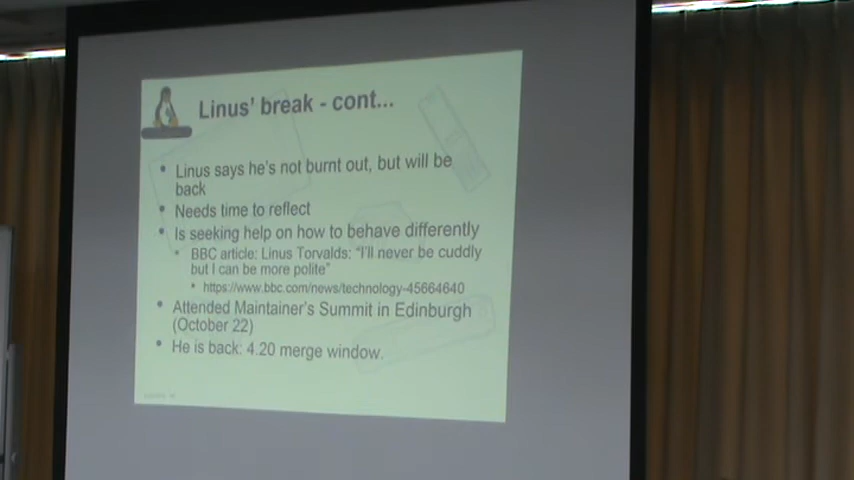 Linus' break - cont...
• Linus says he's not burnt out, but will be
back
• Needs time to reflect
• Is seeking help on how to behave differently
• BBC article: Linus Torvalds: “I'll never be cuddly
but I can be more polite”
• https://www.bbc.com/news/technology-45664640
• Attended Maintainer's Summit in Edinburgh
(October 22)
• He is back: 4.20 merge window.